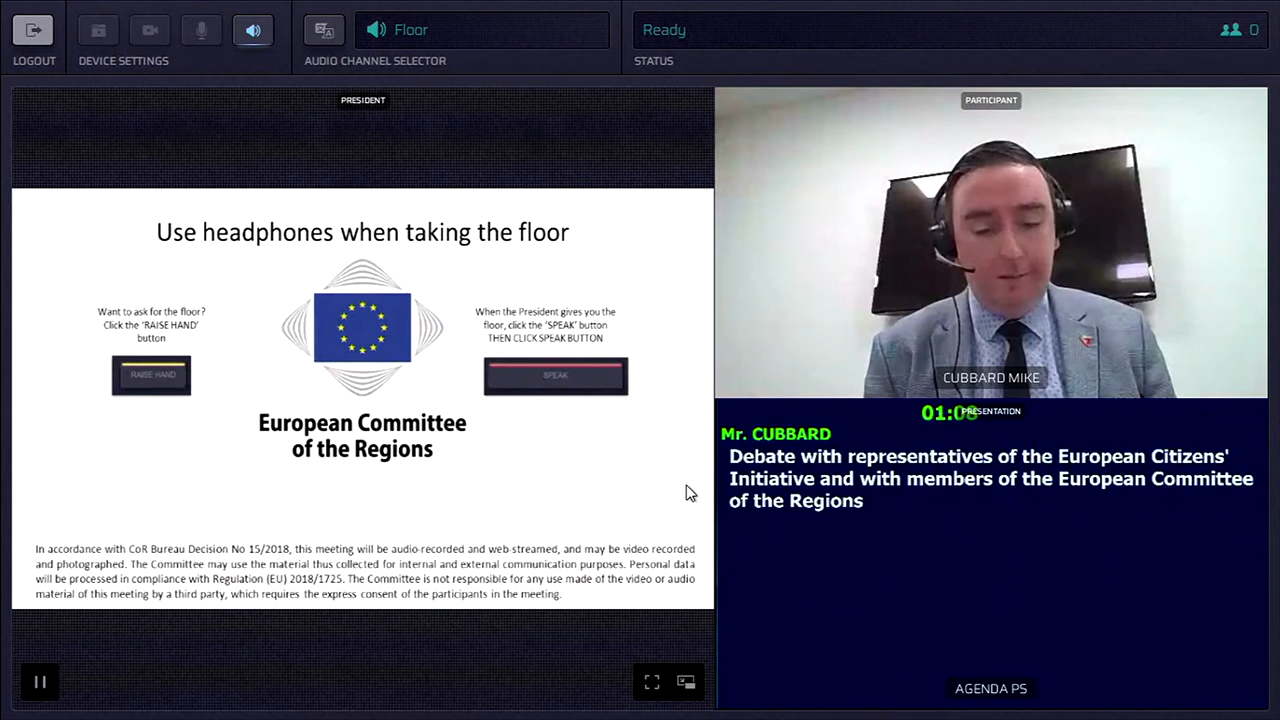 LOGOUT
DEVICE SETTINGS
Floor
AUDIO CHANNEL SELECTOR
Ready
0
STATUS
PRESIDENT
Use headphones when taking the floor
Want to ask for the floor?
Click the 'RAISE HAND'
button
RAISE HAND
When the President gives you the
floor, click the 'SPEAK' button
THEN CLICK SPEAK BUTTON
SPEAK
European Committee
of the Regions
In accordance with CoR Bureau Decision No 15/2018, this meeting will be audio-recorded and web-streamed, and may be video recorded
and photographed. The Committee may use the material thus collected for internal and external communication purposes. Personal data
will be processed in compliance with Regulation (EU) 2018/1725. The Committee is not responsible for any use made of the video or audio
material of this meeting by a third party, which requires the express consent of the participants in the meeting.
PARTICIPANT
CUBBARD MIKE
01:08
PRESENTATION
Mr. CUBBARD
Debate with representatives of the European Citizens'
Initiative and with members of the European Committee
of the Regions
AGENDA PS